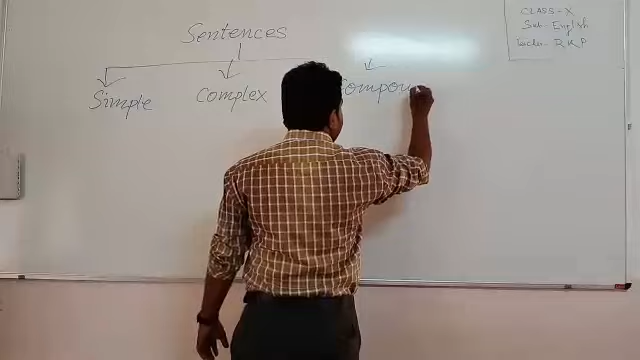 Sentences
Simple
Complex
Compou
CLASS - X
Sub - English
Teacher - R K P